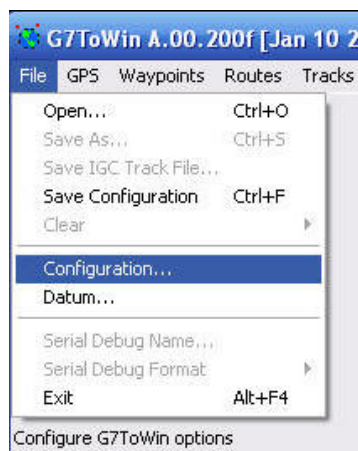 G7ToWin A.00.200f [Jan 10 2
File GPS Waypoints Routes Tracks
Open... Ctrl+O
Save As... Ctrl+S
Save IGC Track File...
Save Configuration Ctrl+F
Clear
Configuration...
Datum...
Serial Debug Name...
Serial Debug Format
Exit Alt+F4
Configure G7ToWin options